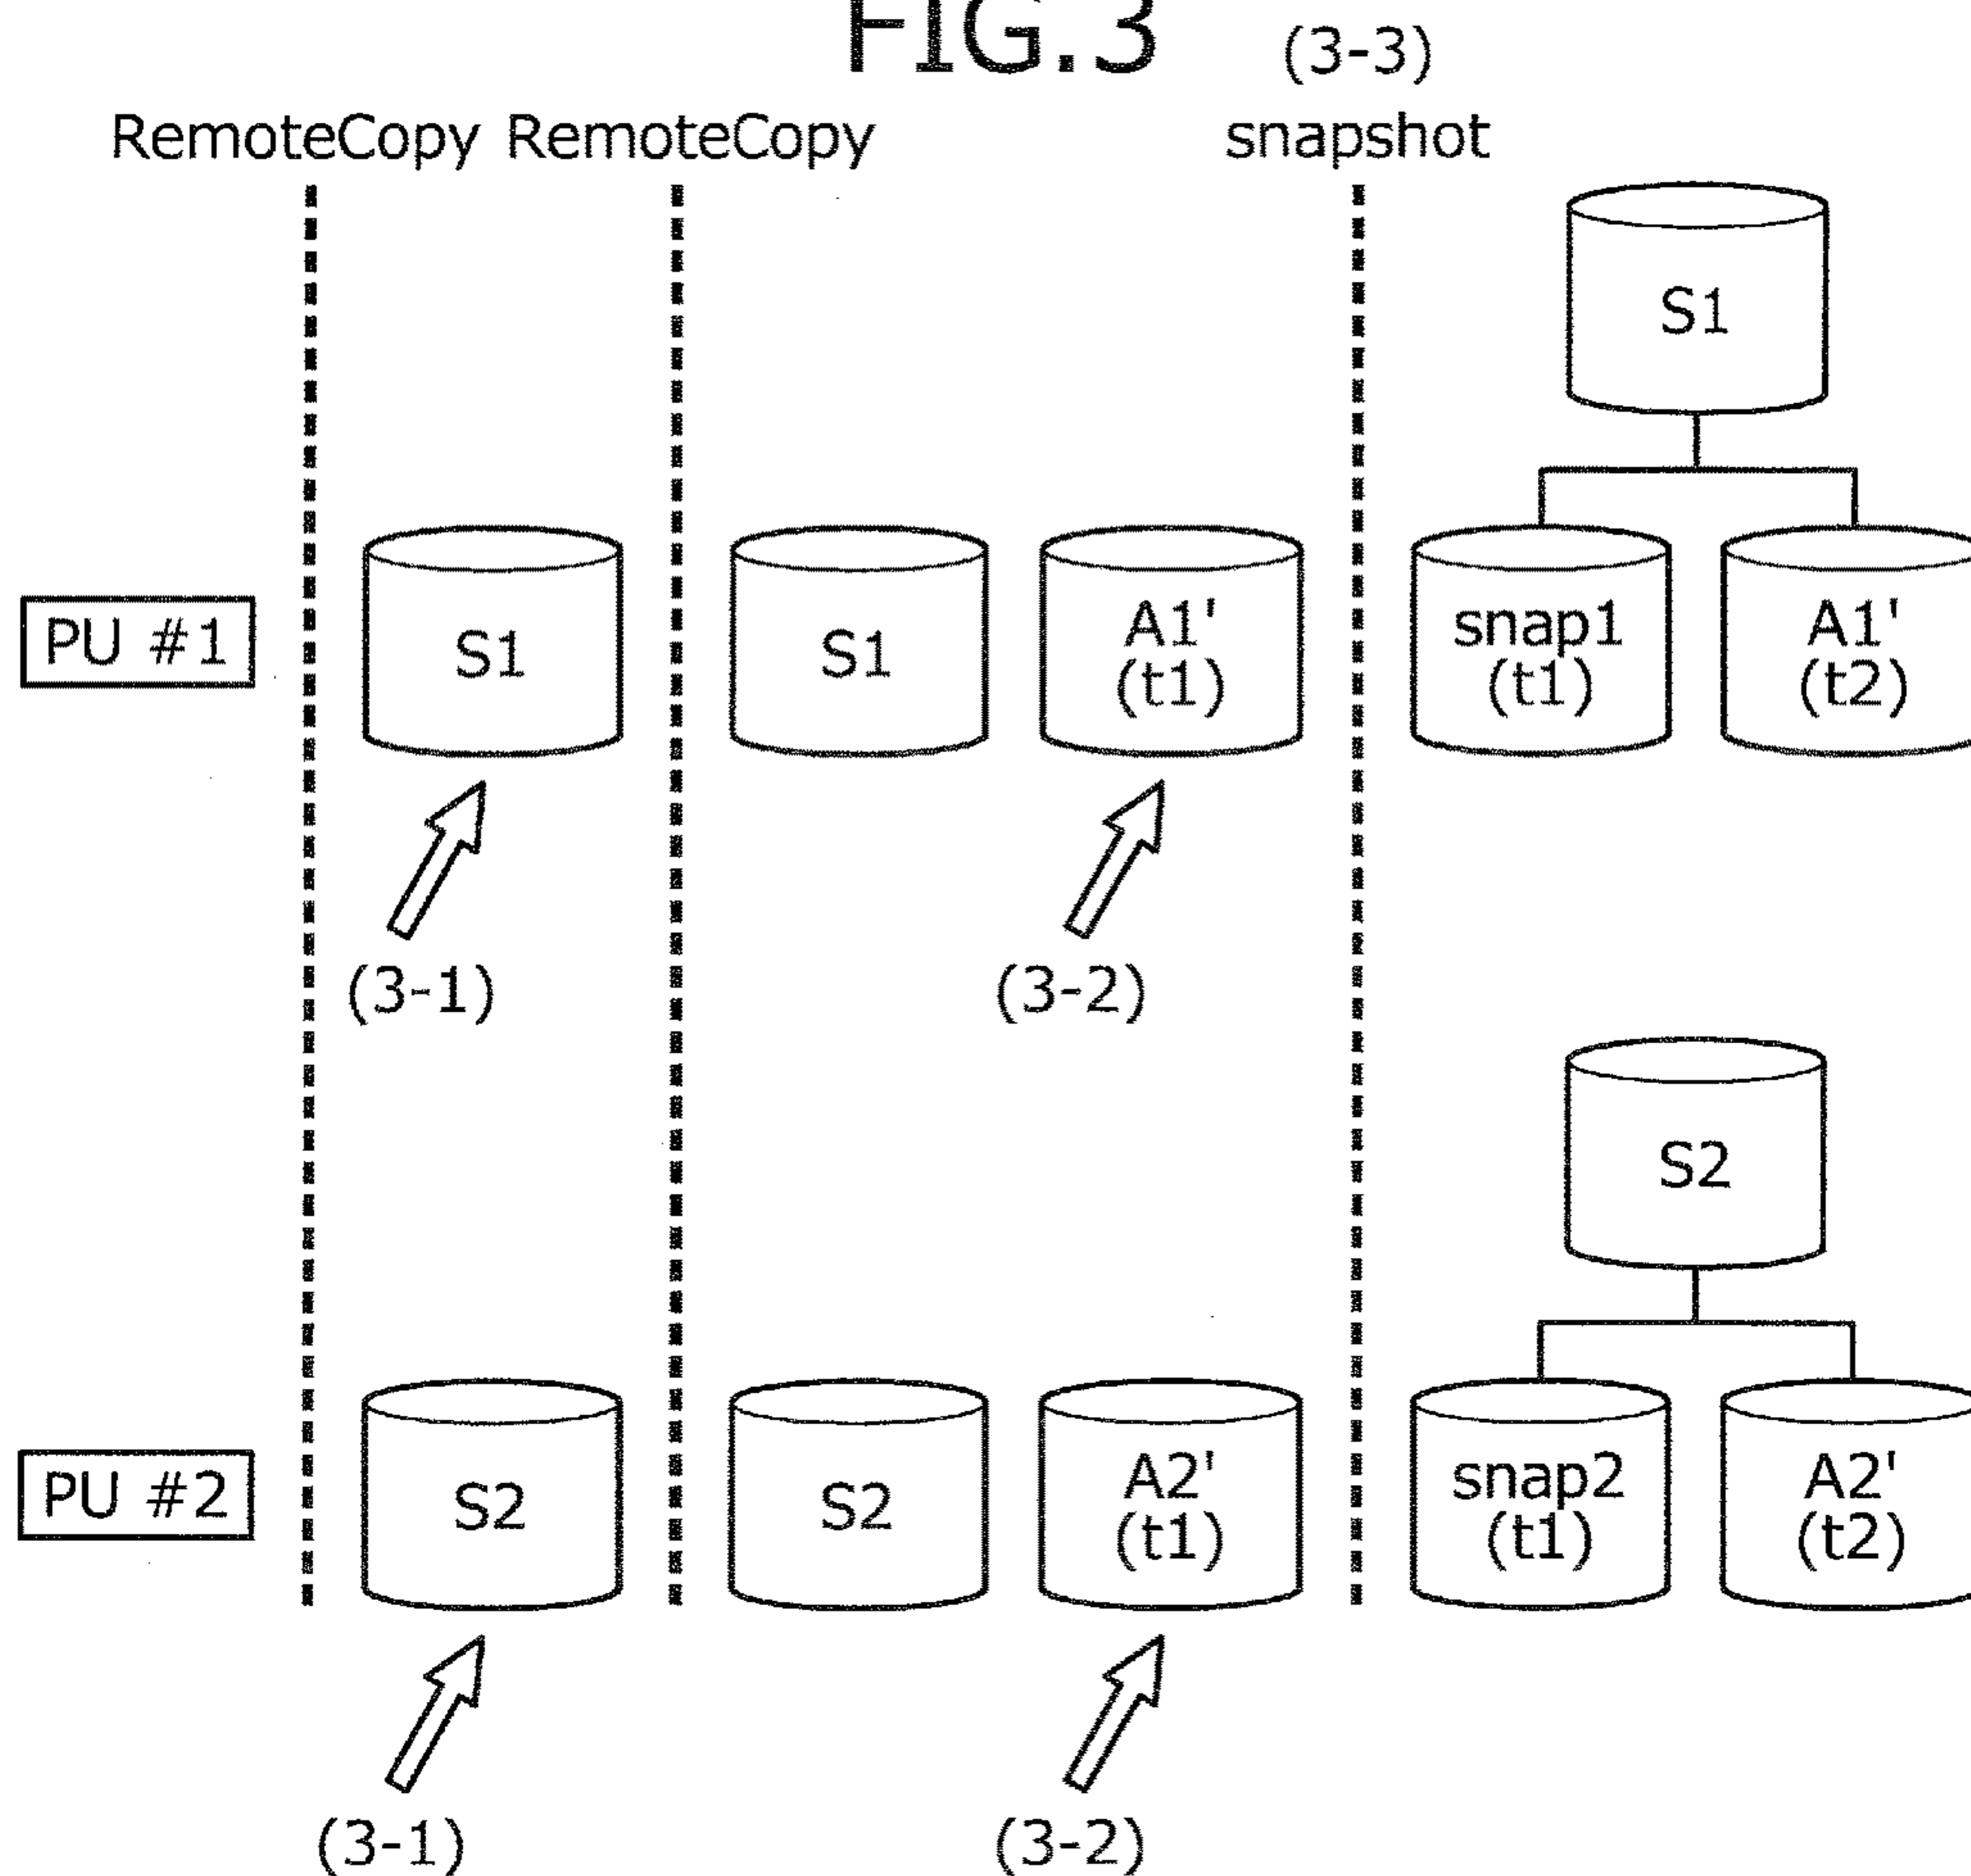 FIG.3
(3-3)
RemoteCopy RemoteCopy snapshot
S1
PU #1
S1
S1
A1'
(t1)
snap1
(t1)
A1'
(t2)
(3-1)
(3-2)
S2
PU #2
S2
S2
A2'
(t1)
snap2
(t1)
A2'
(t2)
(3-1)
(3-2)